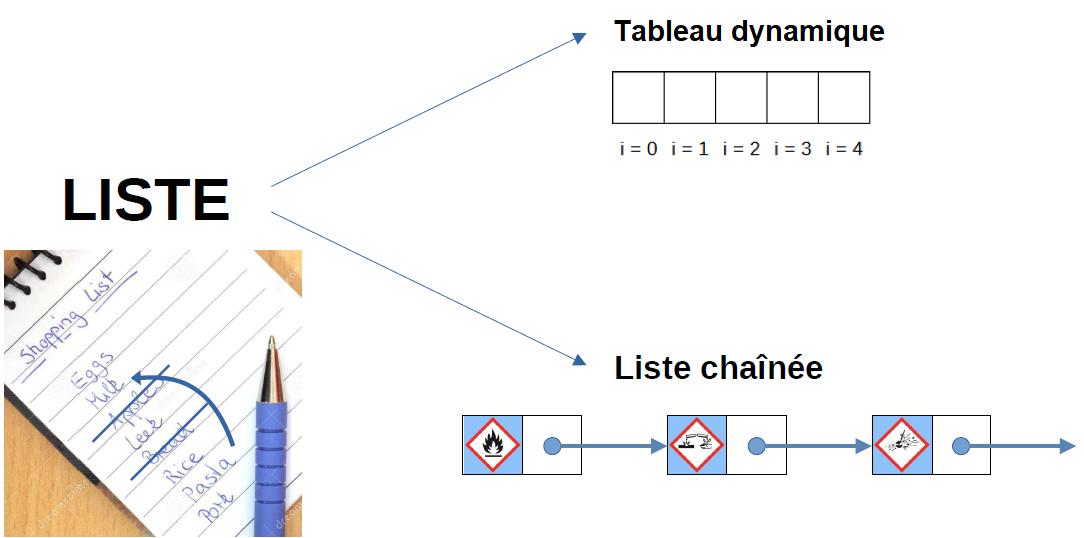 Tableau dynamique
i = 0 i = 1 i = 2 i = 3 i = 4
LISTE
Shopping List
Eggs
Milk
Apples
Leek
Bread
Rice
Pasta
Pork
Liste chaînée